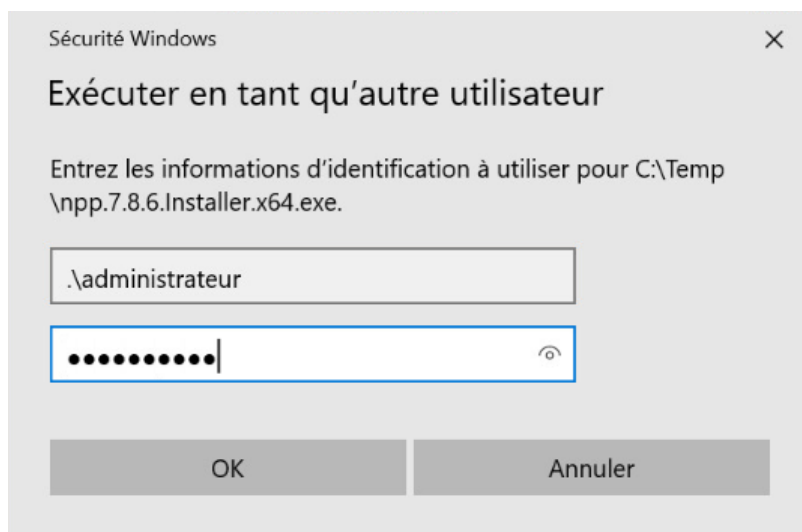 Sécurité Windows
Exécuter en tant qu’autre utilisateur
Entrez les informations d’identification à utiliser pour C:\Temp
\npp.7.8.6.Installer.x64.exe.
.\administrateur
●●●●●●●●●●
OK Annuler